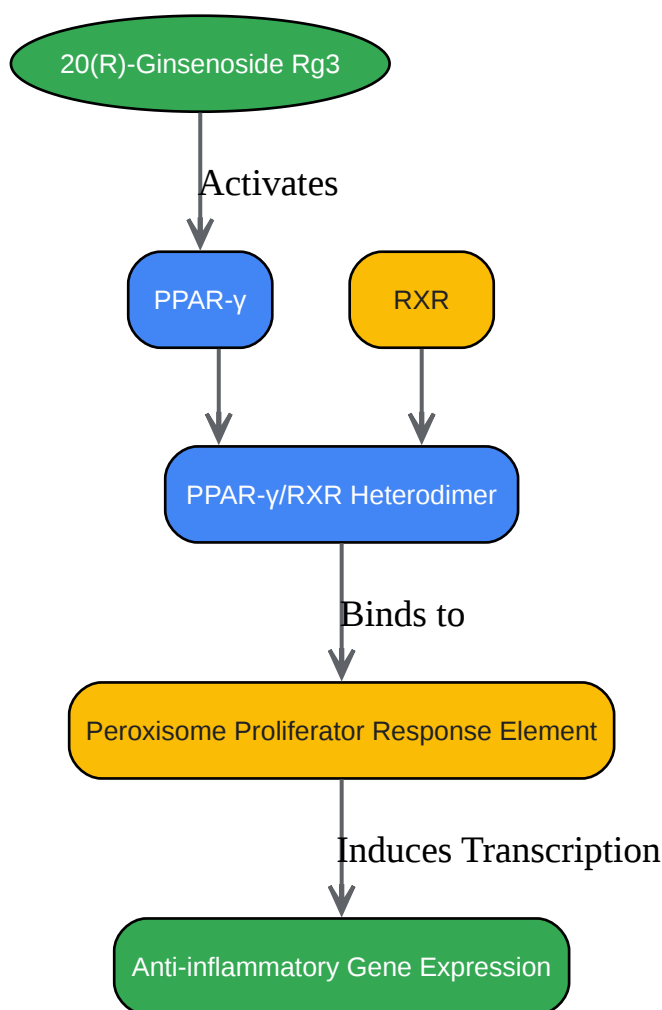 20(R)-Ginsenoside Rg3
Activates
PPAR-γ
RXR
PPAR-γ/RXR Heterodimer
Binds to
Peroxisome Proliferator Response Element
Induces Transcription
Anti-inflammatory Gene Expression